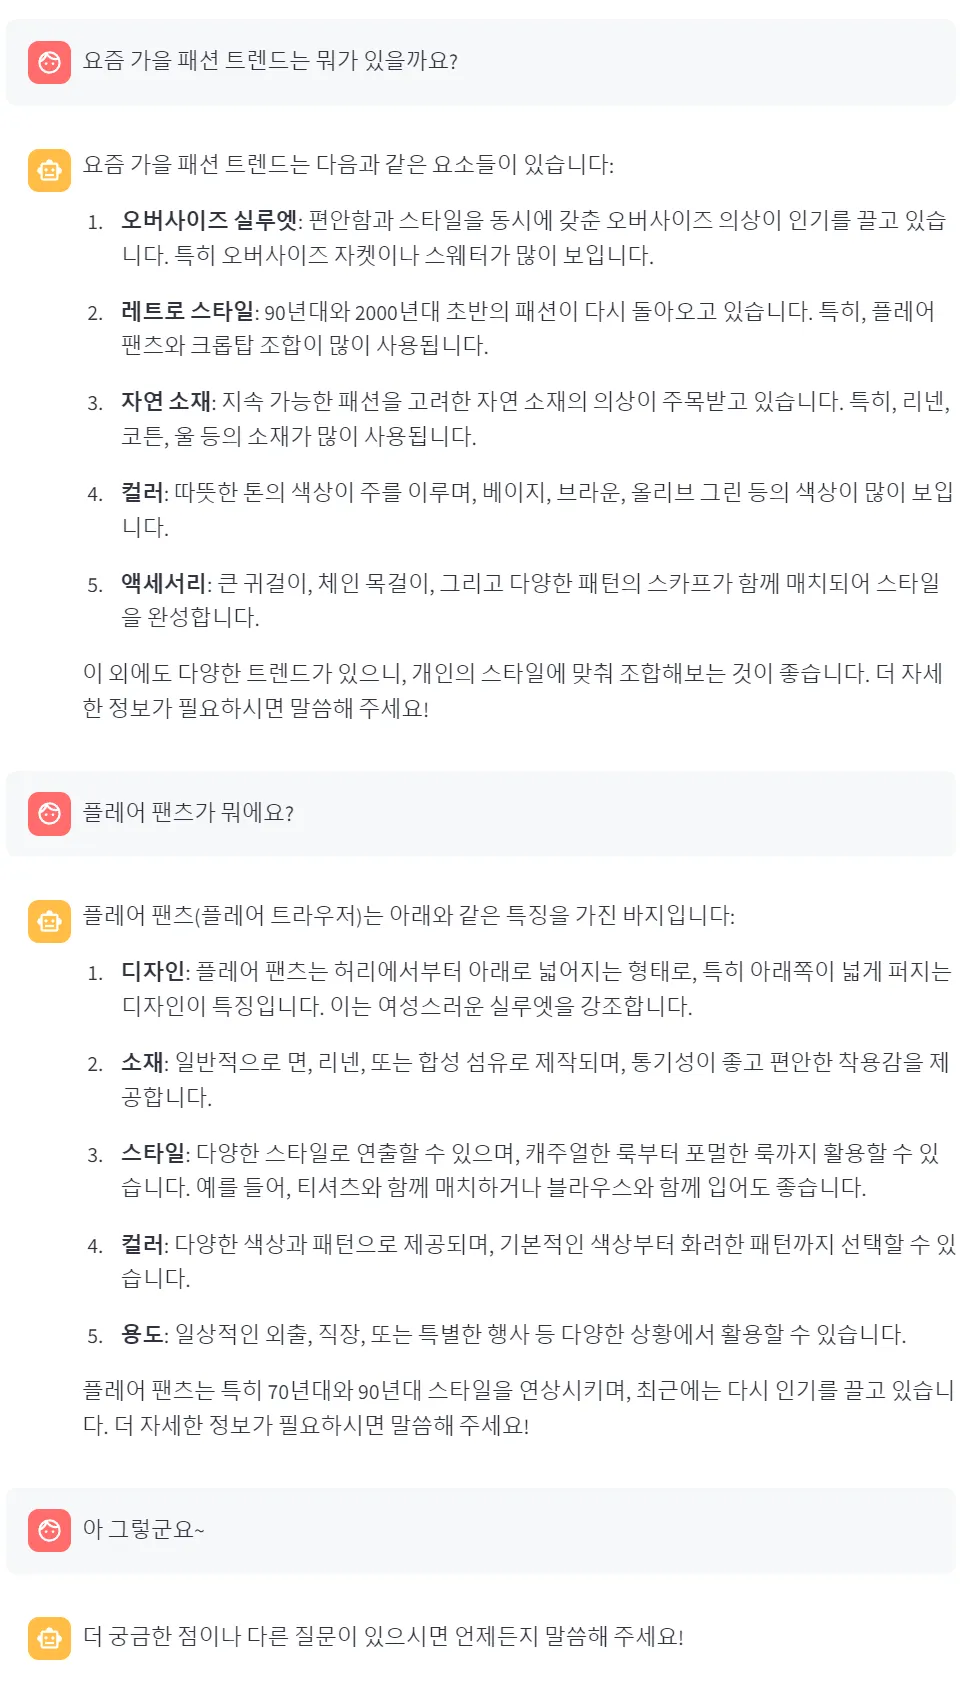 요즘 가을 패션 트렌드는 뭐가 있을까요?
요즘 가을 패션 트렌드는 다음과 같은 요소들이 있습니다:
1. 오버사이즈 실루엣: 편안함과 스타일을 동시에 갖춘 오버사이즈 의상이 인기를 끌고 있습
니다. 특히 오버사이즈 자켓이나 스웨터가 많이 보입니다.
2. 레트로 스타일: 90년대와 2000년대 초반의 패션이 다시 돌아오고 있습니다. 특히, 플레어
팬츠와 크롭탑 조합이 많이 사용됩니다.
3. 자연 소재: 지속 가능한 패션을 고려한 자연 소재의 의상이 주목받고 있습니다. 특히, 리넨,
코튼, 울 등의 소재가 많이 사용됩니다.
4. 컬러: 따뜻한 톤의 색상이 주를 이루며, 베이지, 브라운, 올리브 그린 등의 색상이 많이 보입
니다.
5. 액세서리: 큰 귀걸이, 체인 목걸이, 그리고 다양한 패턴의 스카프가 함께 매치되어 스타일
을 완성합니다.
이 외에도 다양한 트렌드가 있으니, 개인의 스타일에 맞춰 조합해보는 것이 좋습니다. 더 자세
한 정보가 필요하시면 말씀해 주세요!
플레어 팬츠가 뭐에요?
플레어 팬츠(플레어 트라우저)는 아래와 같은 특징을 가진 바지입니다:
1. 디자인: 플레어 팬츠는 허리에서부터 아래로 넓어지는 형태로, 특히 아래쪽이 넓게 퍼지는
디자인이 특징입니다. 이는 여성스러운 실루엣을 강조합니다.
2. 소재: 일반적으로 면, 리넨, 또는 합성 섬유로 제작되며, 통기성이 좋고 편안한 착용감을 제
공합니다.
3. 스타일: 다양한 스타일로 연출할 수 있으며, 캐주얼한 룩부터 포멀한 룩까지 활용할 수 있
습니다. 예를 들어, 티셔츠와 함께 매치하거나 블라우스와 함께 입어도 좋습니다.
4. 컬러: 다양한 색상과 패턴으로 제공되며, 기본적인 색상부터 화려한 패턴까지 선택할 수 있
습니다.
5. 용도: 일상적인 외출, 직장, 또는 특별한 행사 등 다양한 상황에서 활용할 수 있습니다.
플레어 팬츠는 특히 70년대와 90년대 스타일을 연상시키며, 최근에는 다시 인기를 끌고 있습니
다. 더 자세한 정보가 필요하시면 말씀해 주세요!
아 그렇군요~
더 궁금한 점이나 다른 질문이 있으시면 언제든지 말씀해 주세요!